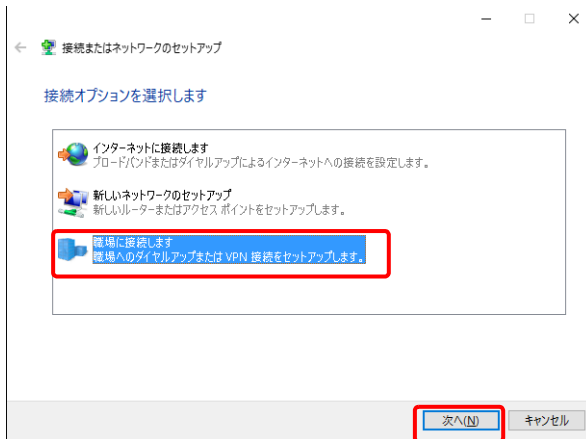 接続またはネットワークのセットアップ
接続オプションを選択します
インターネットに接続します
ブロードバンドまたはダイヤルアップによるインターネットへの接続を設定します。
新しいネットワークのセットアップ
新しいルーターまたはアクセス ポイントをセットアップします。
職場に接続します
職場へのダイヤルアップまたは VPN 接続をセットアップします。
次へ(N) キャンセル